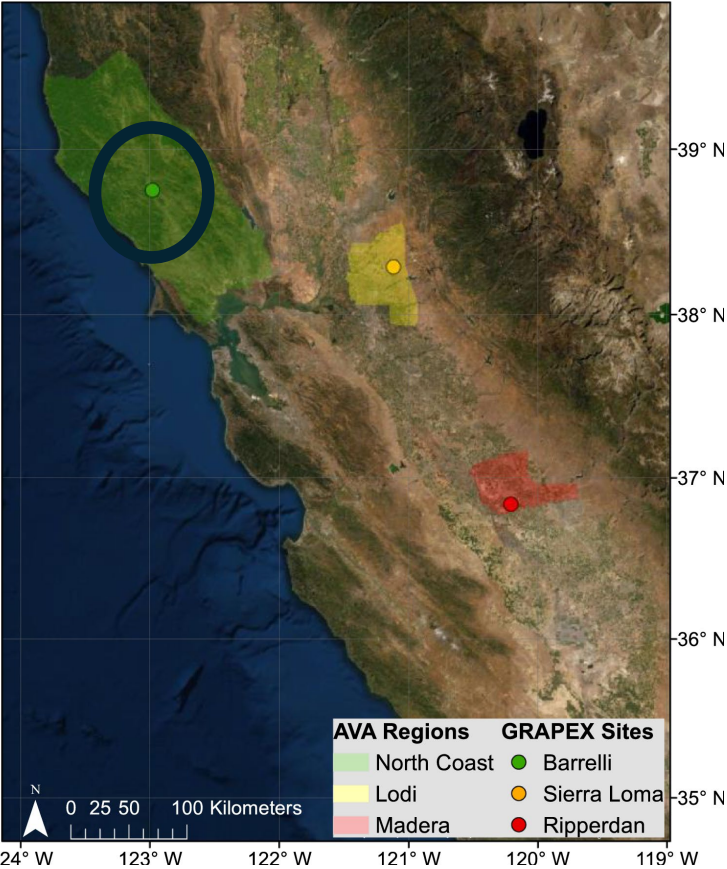 39° N
38° N
37° N
36° N
35° N
AVA Regions GRAPEX Sites
North Coast Barrelli
Lodi Sierra Loma
Madera Ripperdan
N
0 25 50 100 Kilometers
24° W 123° W 122° W 121° W 120° W 119° W